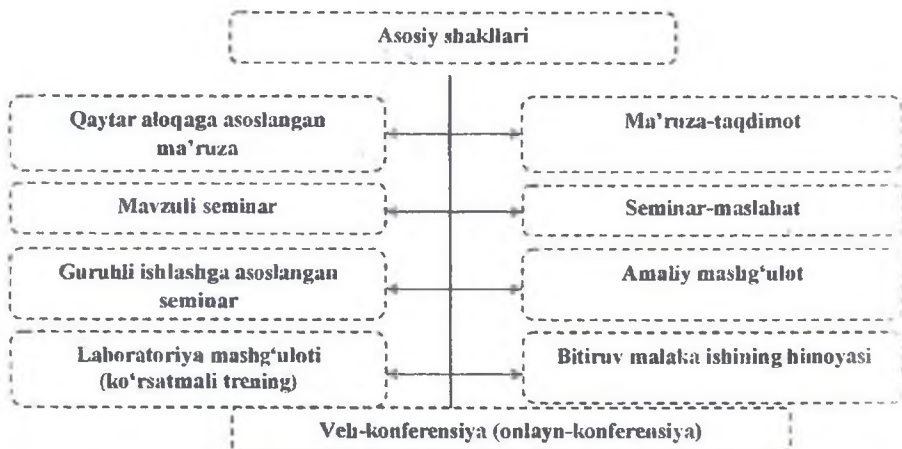 Asosiy shakllari
Qaytar aloqaga asoslangan
ma'ruza
Ma'ruza-taqdimot
Mavzuli seminar
Seminar-maslahat
Guruhli ishlashga asoslangan
seminar
Amaliy mashg‘ulot
Laboratoriya mashg‘uloti
(ko‘rsatmali trening)
Bitiruv malaka ishining himoyasi
Veb-konferensiya (onlayn-konferensiya)